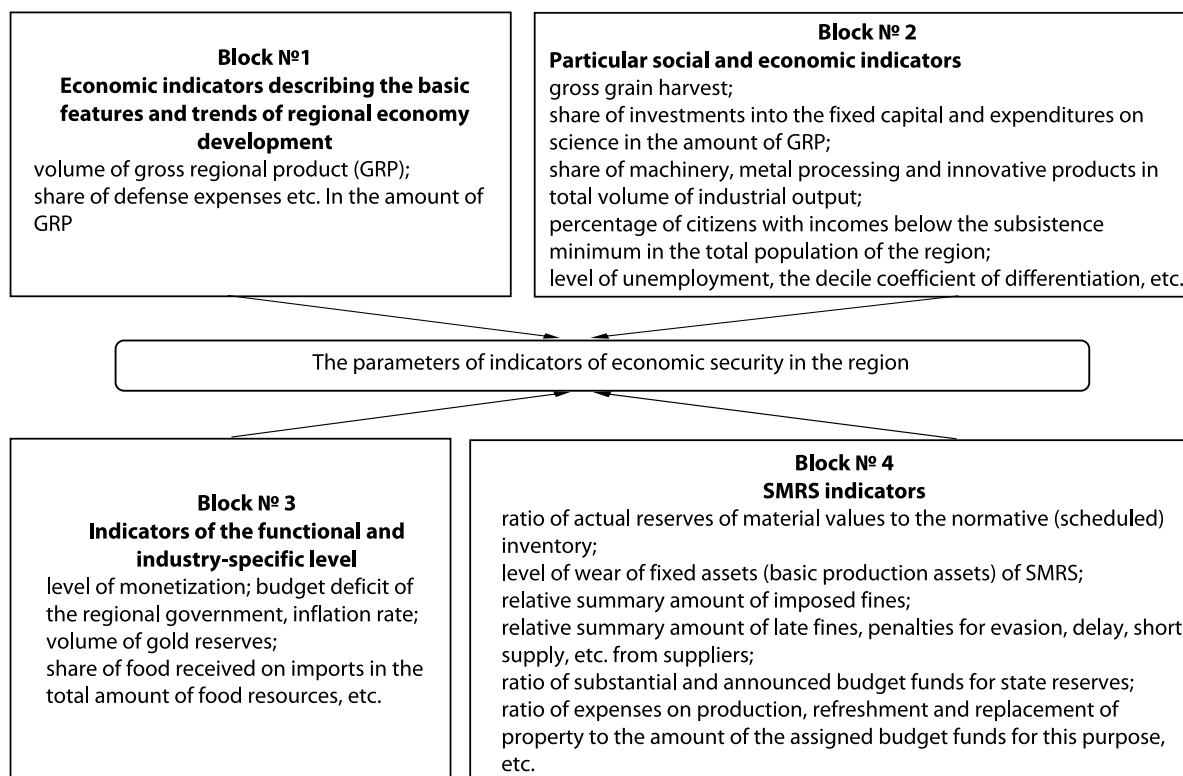 Block №1
Economic indicators describing the basic
features and trends of regional economy
development
volume of gross regional product (GRP);
share of defense expenses etc. In the amount of
GRP
Block № 2
Particular social and economic indicators
gross grain harvest;
share of investments into the fixed capital and expenditures on
science in the amount of GRP;
share of machinery, metal processing and innovative products in
total volume of industrial output;
percentage of citizens with incomes below the subsistence
minimum in the total population of the region;
level of unemployment, the decile coefficient of differentiation, etc.
The parameters of indicators of economic security in the region
Block № 3
Indicators of the functional and
industry-specific level
level of monetization; budget deficit of
the regional government, inflation rate;
volume of gold reserves;
share of food received on imports in the
total amount of food resources, etc.
Block № 4
SMRS indicators
ratio of actual reserves of material values to the normative (scheduled)
inventory;
level of wear of fixed assets (basic production assets) of SMRS;
relative summary amount of imposed fines;
relative summary amount of late fines, penalties for evasion, delay, short
supply, etc. from suppliers;
ratio of substantial and announced budget funds for state reserves;
ratio of expenses on production, refreshment and replacement of
property to the amount of the assigned budget funds for this purpose,
etc.